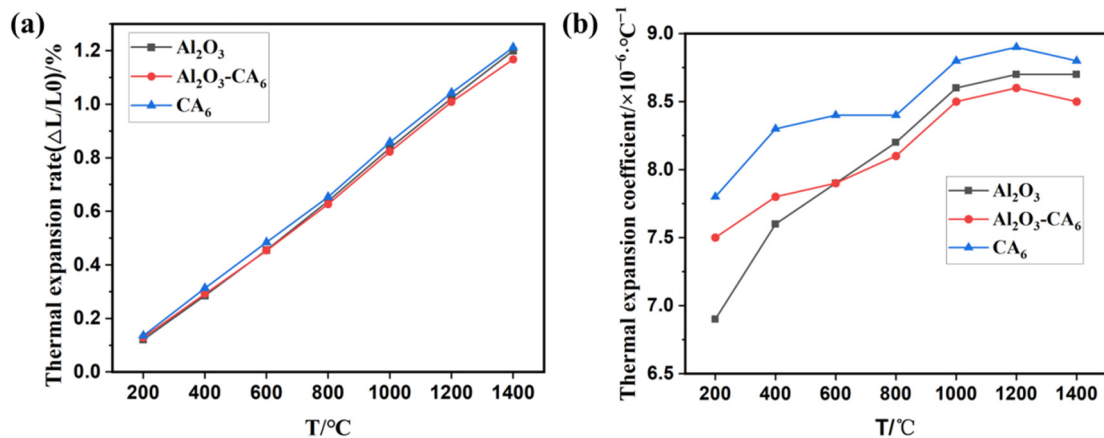 (a)
Thermal expansion rate(△L/L0)/%
Al₂O₃
Al₂O₃-CA₆
CA₆
1.2
1.0
0.8
0.6
0.4
0.2
0.0
200 400 600 800 1000 1200 1400
T/°C
(b)
Thermal expansion coefficient/×10⁻⁶·°C⁻¹
9.0
8.5
8.0
7.5
7.0
6.5
Al₂O₃
Al₂O₃-CA₆
CA₆
200 400 600 800 1000 1200 1400
T/℃